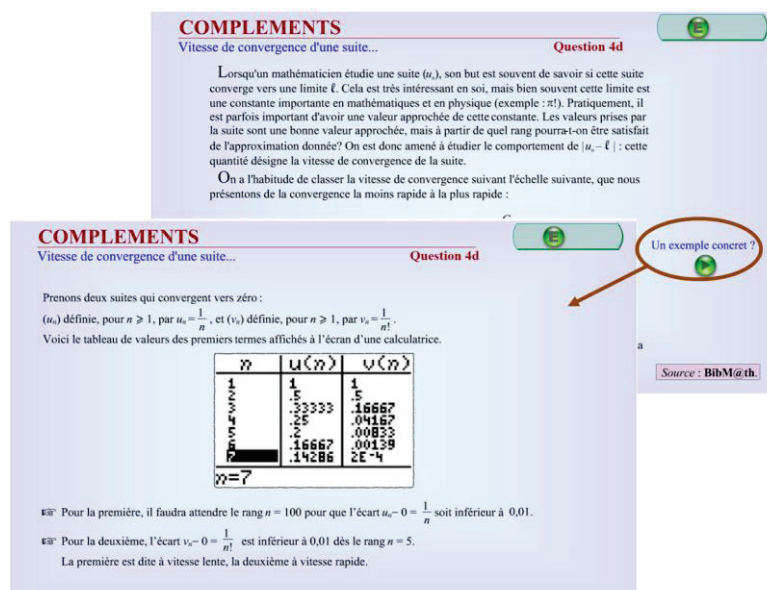 COMPLEMENTS
E
Vitesse de convergence d'une suite...
Question 4d
Lorsqu'un mathématicien étudie une suite (uₙ), son but est souvent de savoir si cette suite
converge vers une limite ℓ. Cela est très intéressant en soi, mais bien souvent cette limite est
une constante importante en mathématiques et en physique (exemple : π!). Pratiquement, il
est parfois important d'avoir une valeur approchée de cette constante. Les valeurs prises par
la suite sont une bonne valeur approchée, mais à partir de quel rang pourra-t-on être satisfait
de l'approximation donnée? On est donc amené à étudier le comportement de |uₙ – ℓ | : cette
quantité désigne la vitesse de convergence de la suite.
On a l'habitude de classer la vitesse de convergence suivant l'échelle suivante, que nous
présentons de la convergence la moins rapide à la plus rapide :
Un exemple concret ?
a
Source : BibM@th.
COMPLEMENTS
E
Vitesse de convergence d'une suite...
Question 4d
Prenons deux suites qui convergent vers zéro :
(uₙ) définie, pour n ⩾ 1, par uₙ = 1/n , et (vₙ) définie, pour n ⩾ 1, par vₙ = 1/n! .
Voici le tableau de valeurs des premiers termes affichés à l'écran d'une calculatrice.
n u(n) v(n)
1 1 1
2 .5 .5
3 .33333 .16667
4 .25 .04167
5 .2 .00833
6 .16667 .00139
7 .14286 2E-4
n=7
☞ Pour la première, il faudra attendre le rang n = 100 pour que l'écart uₙ– 0 = 1/n soit inférieur à 0,01.
☞ Pour la deuxième, l'écart vₙ– 0 = 1/n! est inférieur à 0,01 dès le rang n = 5.
La première est dite à vitesse lente, la deuxième à vitesse rapide.